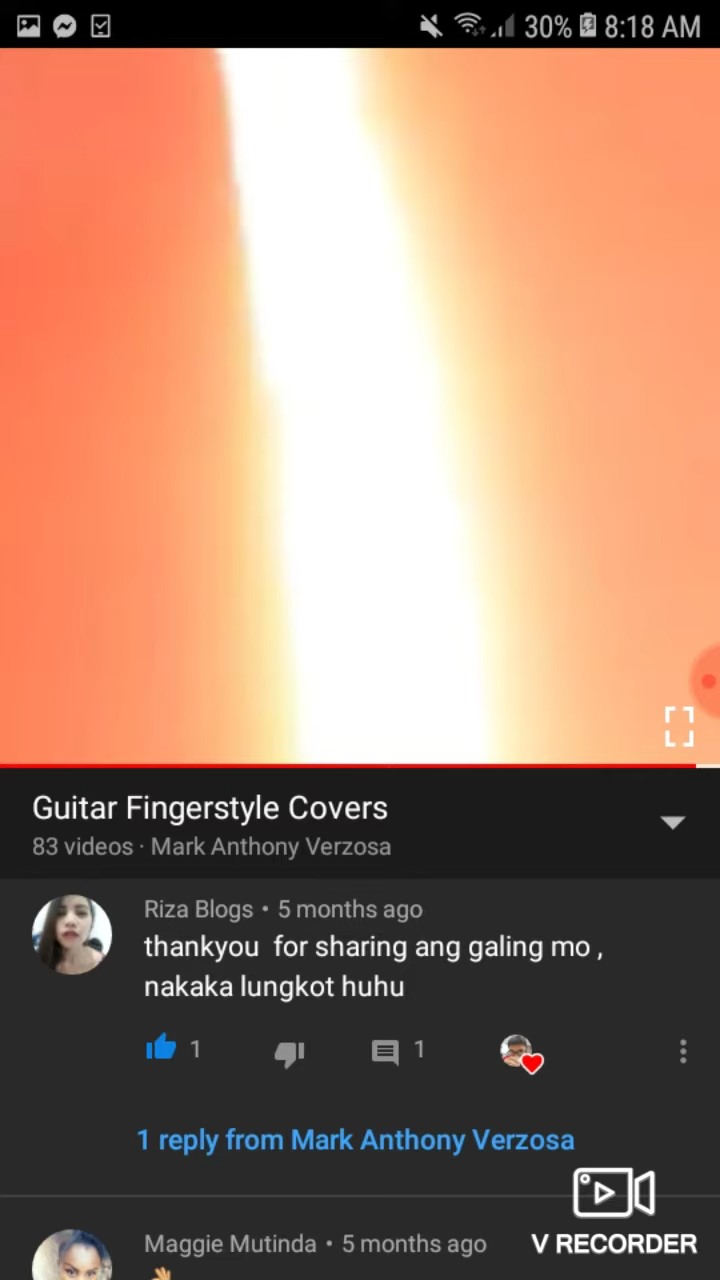 30% 8:18 AM
Guitar Fingerstyle Covers
83 videos · Mark Anthony Verzosa
Riza Blogs • 5 months ago
thankyou  for sharing ang galing mo ,
nakaka lungkot huhu
1
1
1 reply from Mark Anthony Verzosa
Maggie Mutinda • 5 months ago
V RECORDER